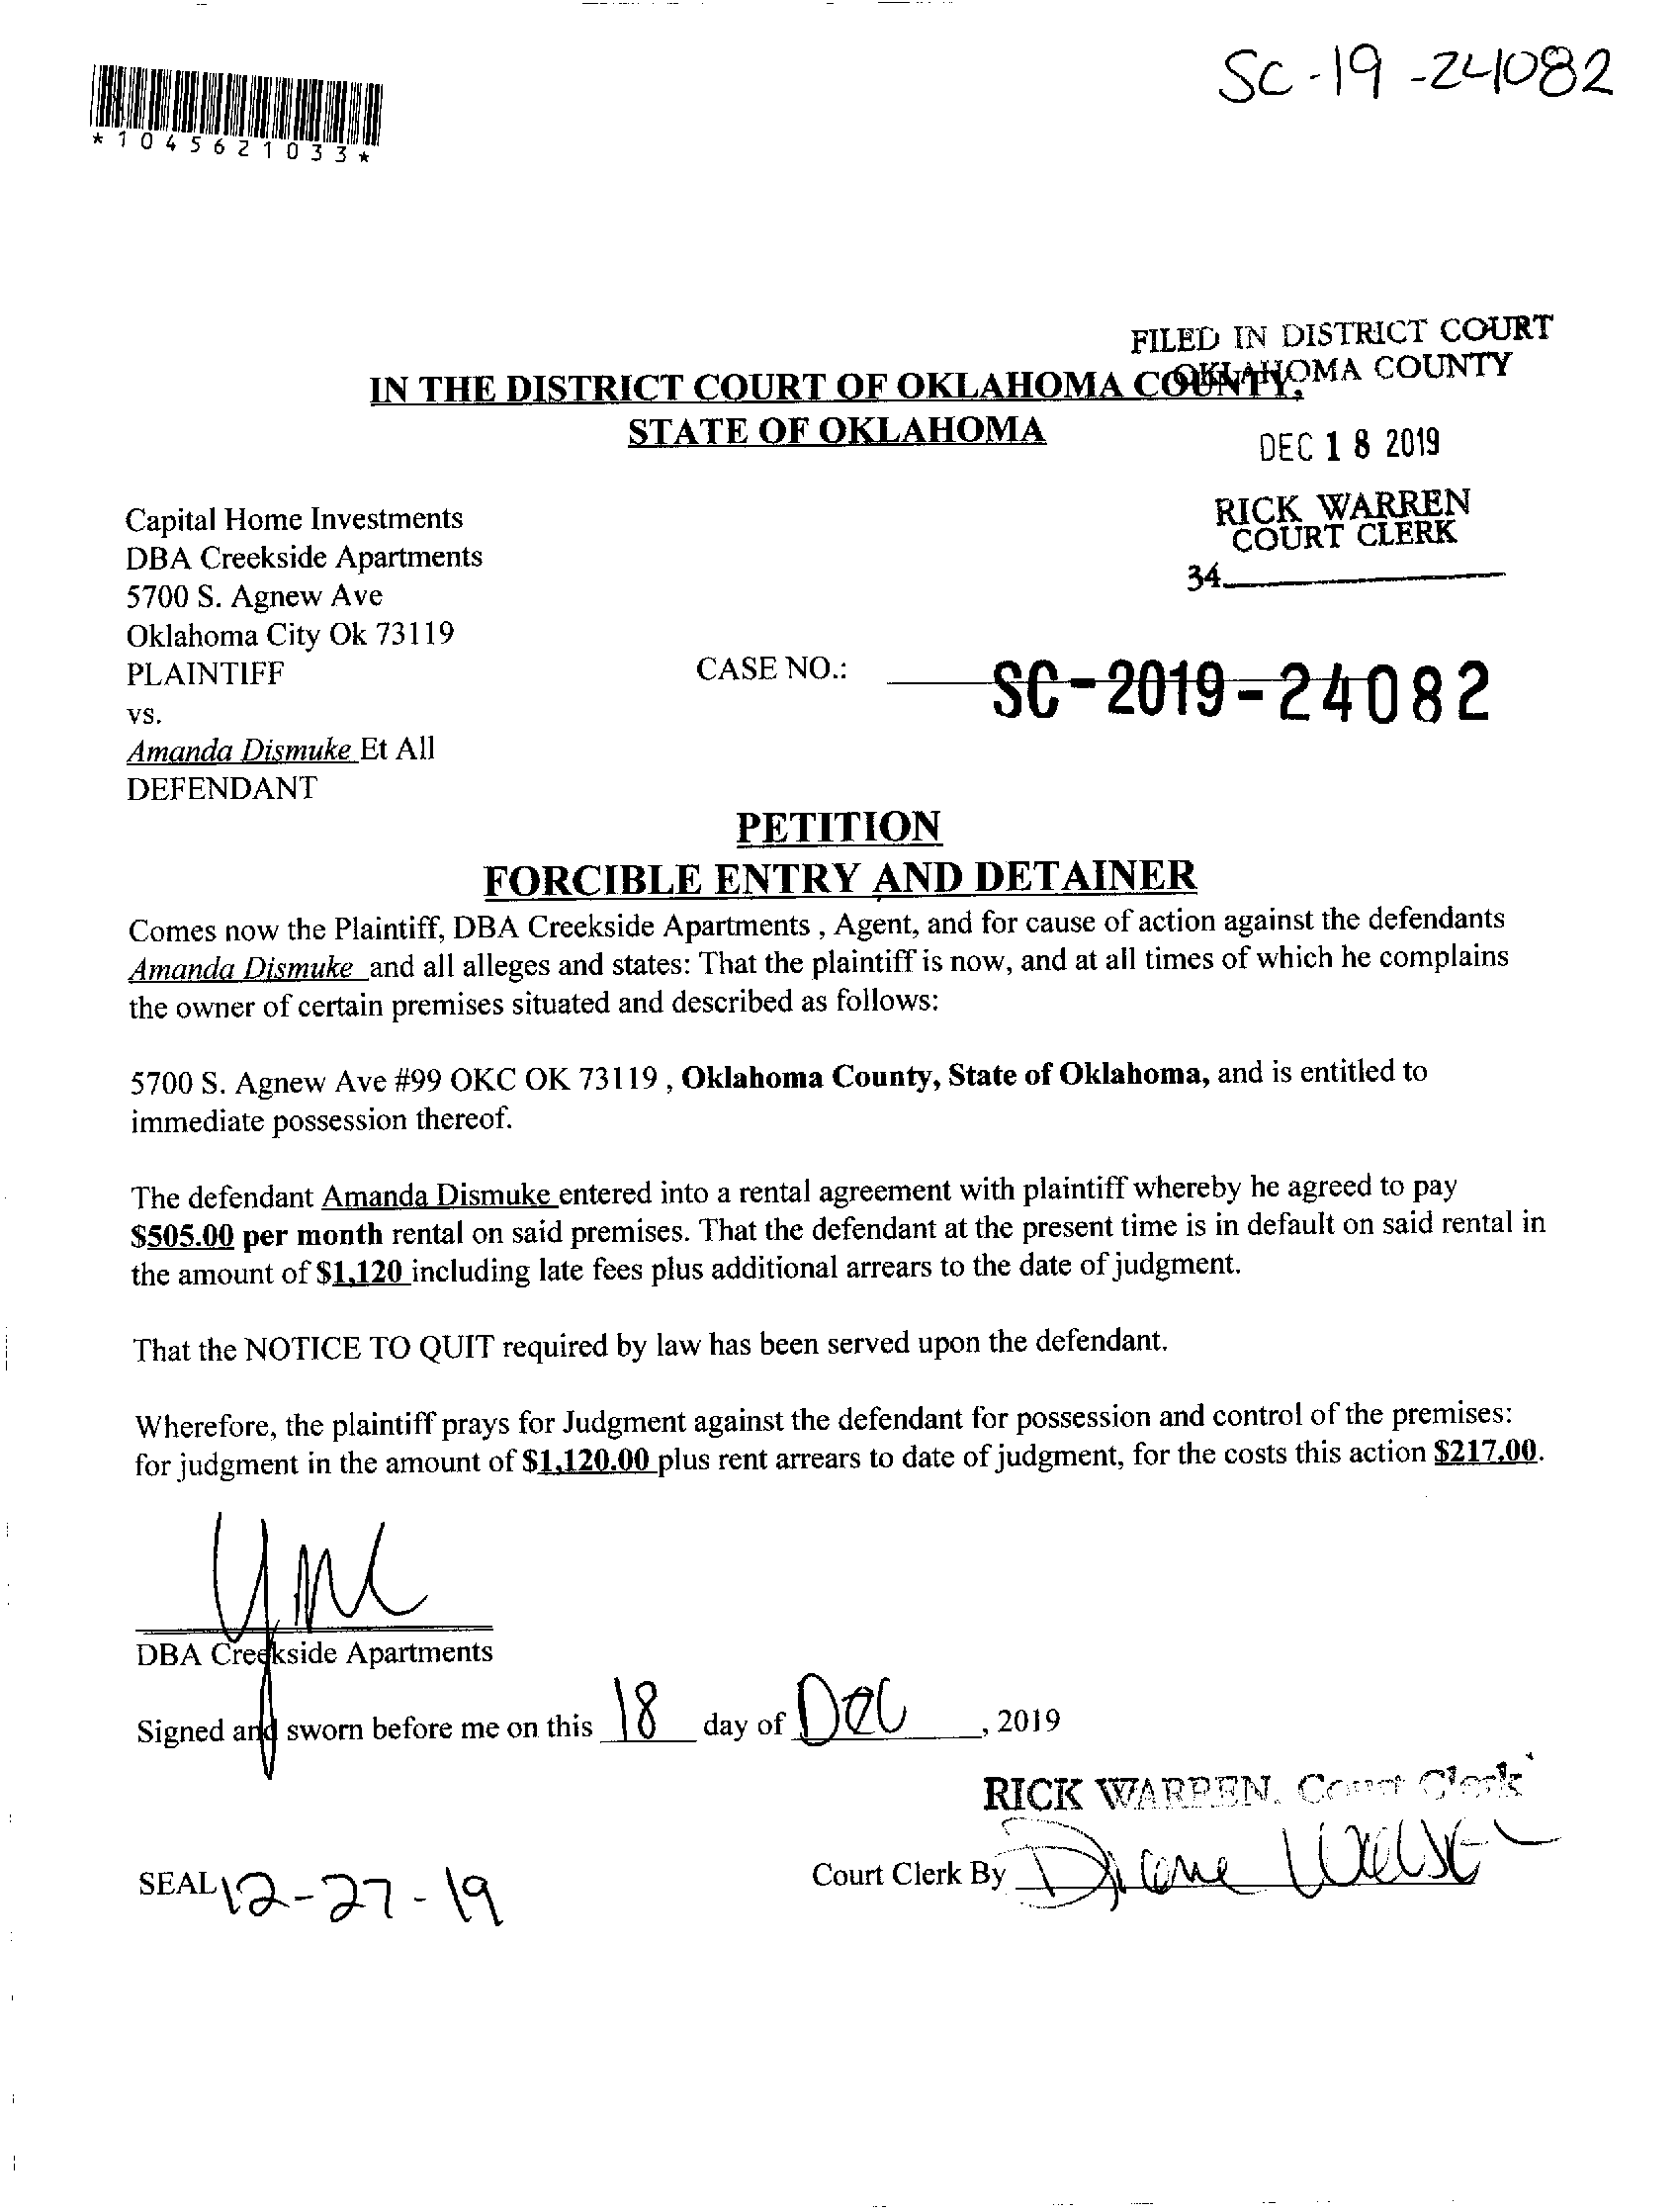 SC-19-24082
*1045621033*
FILED IN DISTRICT COURT
OKLAHOMA COUNTY
IN THE DISTRICT COURT OF OKLAHOMA COUNTY,
STATE OF OKLAHOMA
DEC 18 2019
RICK WARREN
COURT CLERK
34
Capital Home Investments
DBA Creekside Apartments
5700 S. Agnew Ave
Oklahoma City Ok 73119
PLAINTIFF
CASE NO.: SC-2019-24082
vs.
Amanda Dismuke Et All
DEFENDANT
PETITION
FORCIBLE ENTRY AND DETAINER
Comes now the Plaintiff, DBA Creekside Apartments , Agent, and for cause of action against the defendants
Amanda Dismuke and all alleges and states: That the plaintiff is now, and at all times of which he complains
the owner of certain premises situated and described as follows:
5700 S. Agnew Ave #99 OKC OK 73119 , Oklahoma County, State of Oklahoma, and is entitled to
immediate possession thereof.
The defendant Amanda Dismuke entered into a rental agreement with plaintiff whereby he agreed to pay
$505.00 per month rental on said premises. That the defendant at the present time is in default on said rental in
the amount of $1,120 including late fees plus additional arrears to the date of judgment.
That the NOTICE TO QUIT required by law has been served upon the defendant.
Wherefore, the plaintiff prays for Judgment against the defendant for possession and control of the premises:
for judgment in the amount of $1,120.00 plus rent arrears to date of judgment, for the costs this action $217.00.
DBA Creekside Apartments
Signed and sworn before me on this 18 day of Dec , 2019
RICK WARREN, Court Clerk
Court Clerk By Diane
SEAL 12-27-19